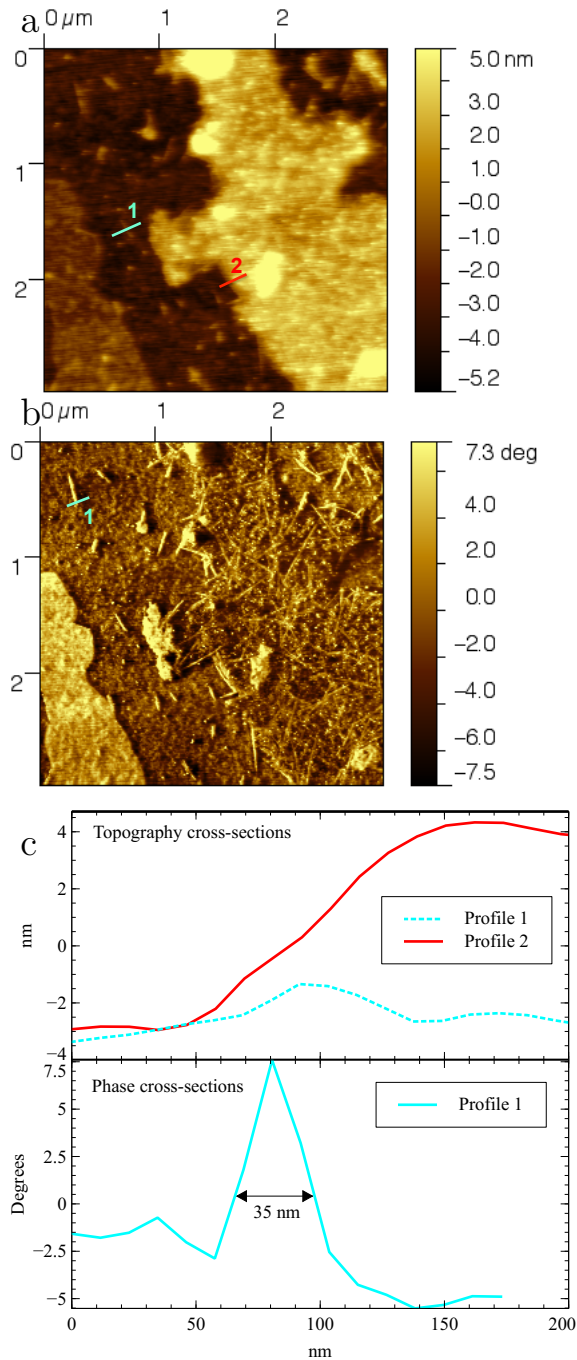 a
0 µm 1 2
0
1
2
1
2
5.0 nm
3.0
2.0
1.0
−0.0
−1.0
−2.0
−3.0
−4.0
−5.2
b
0 µm 1 2
0
1
2
1
7.3 deg
4.0
2.0
0.0
−2.0
−4.0
−6.0
−7.5
c
Topography cross-sections
4
2
0
−2
−4
nm
Profile 1
Profile 2
Phase cross-sections
7.5
5
2.5
0
−2.5
−5
Degrees
Profile 1
35 nm
0 50 100 150 200
nm